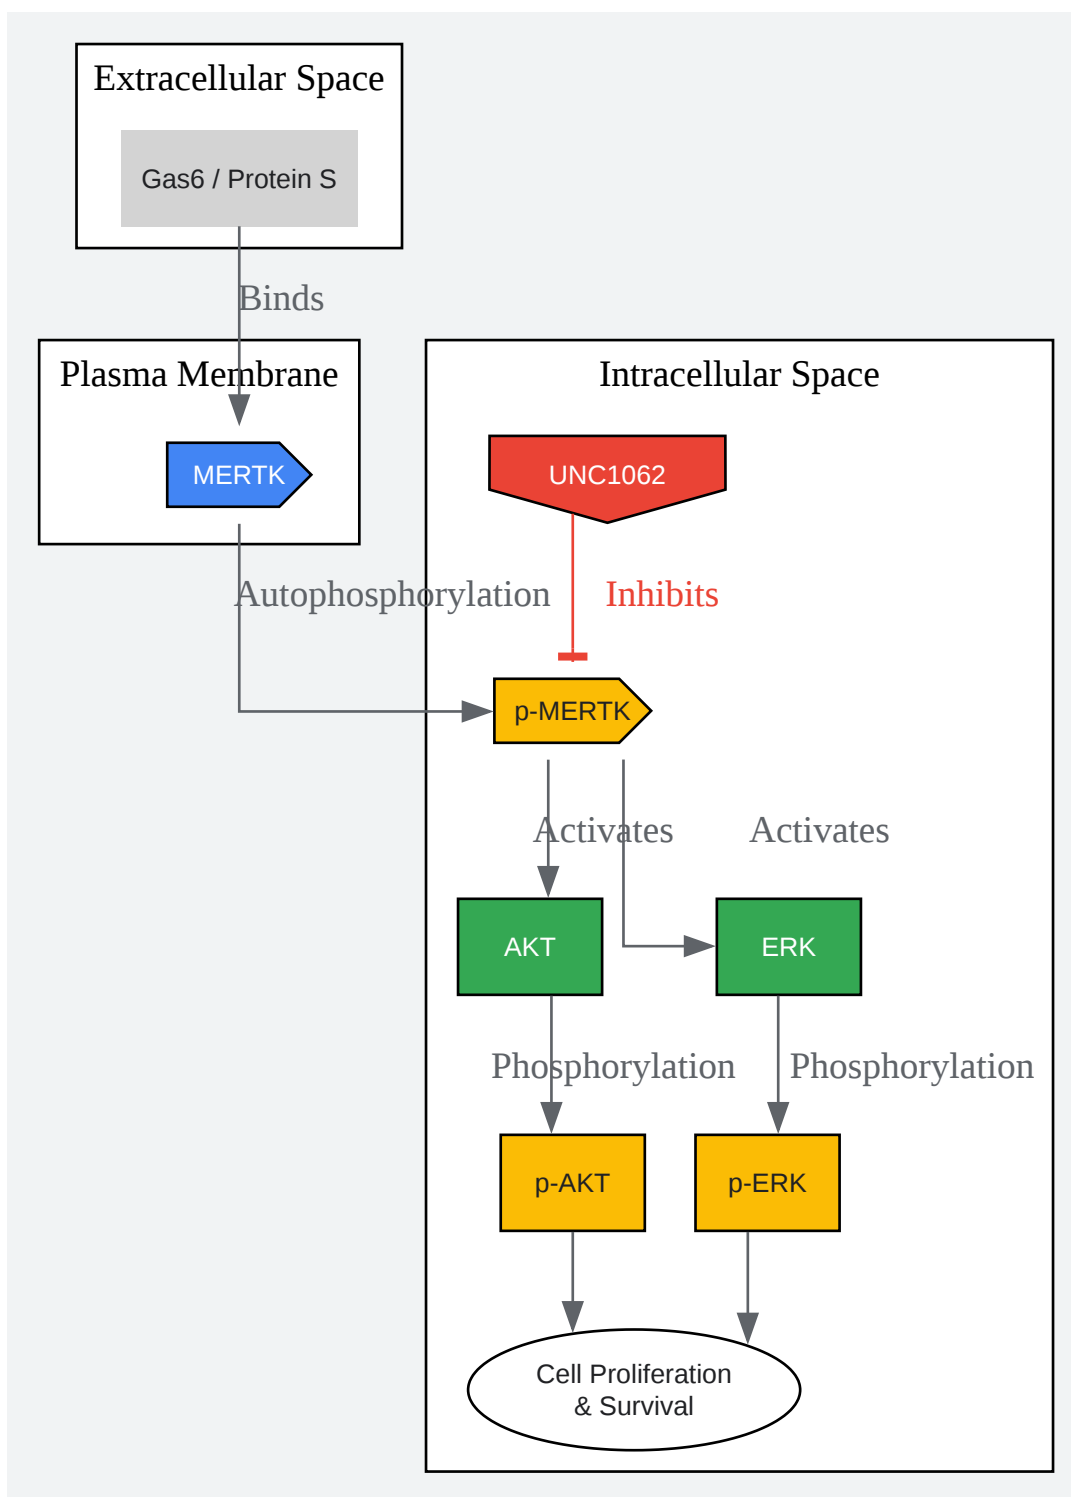 Extracellular Space
Gas6 / Protein S
Binds
Plasma Membrane
MERTK
Intracellular Space
UNC1062
Autophosphorylation
Inhibits
p-MERTK
Activates
Activates
AKT
ERK
Phosphorylation
Phosphorylation
p-AKT
p-ERK
Cell Proliferation
& Survival